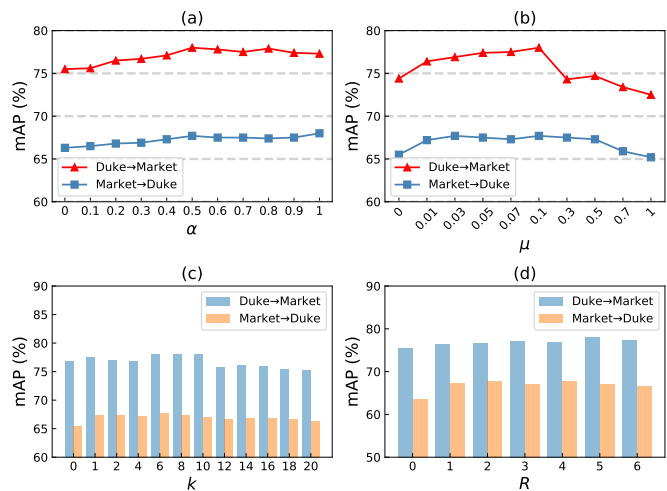 (a)
mAP (%)
80
75
70
65
60
Duke→Market
Market→Duke
0 0.1 0.2 0.3 0.4 0.5 0.6 0.7 0.8 0.9 1
α
(b)
mAP (%)
80
75
70
65
60
Duke→Market
Market→Duke
0 0.01 0.03 0.05 0.07 0.1 0.3 0.5 0.7 1
μ
(c)
mAP (%)
90
85
80
75
70
65
60
Duke→Market
Market→Duke
0 1 2 4 6 8 10 12 14 16 18 20
k
(d)
mAP (%)
90
80
70
60
50
Duke→Market
Market→Duke
0 1 2 3 4 5 6
R